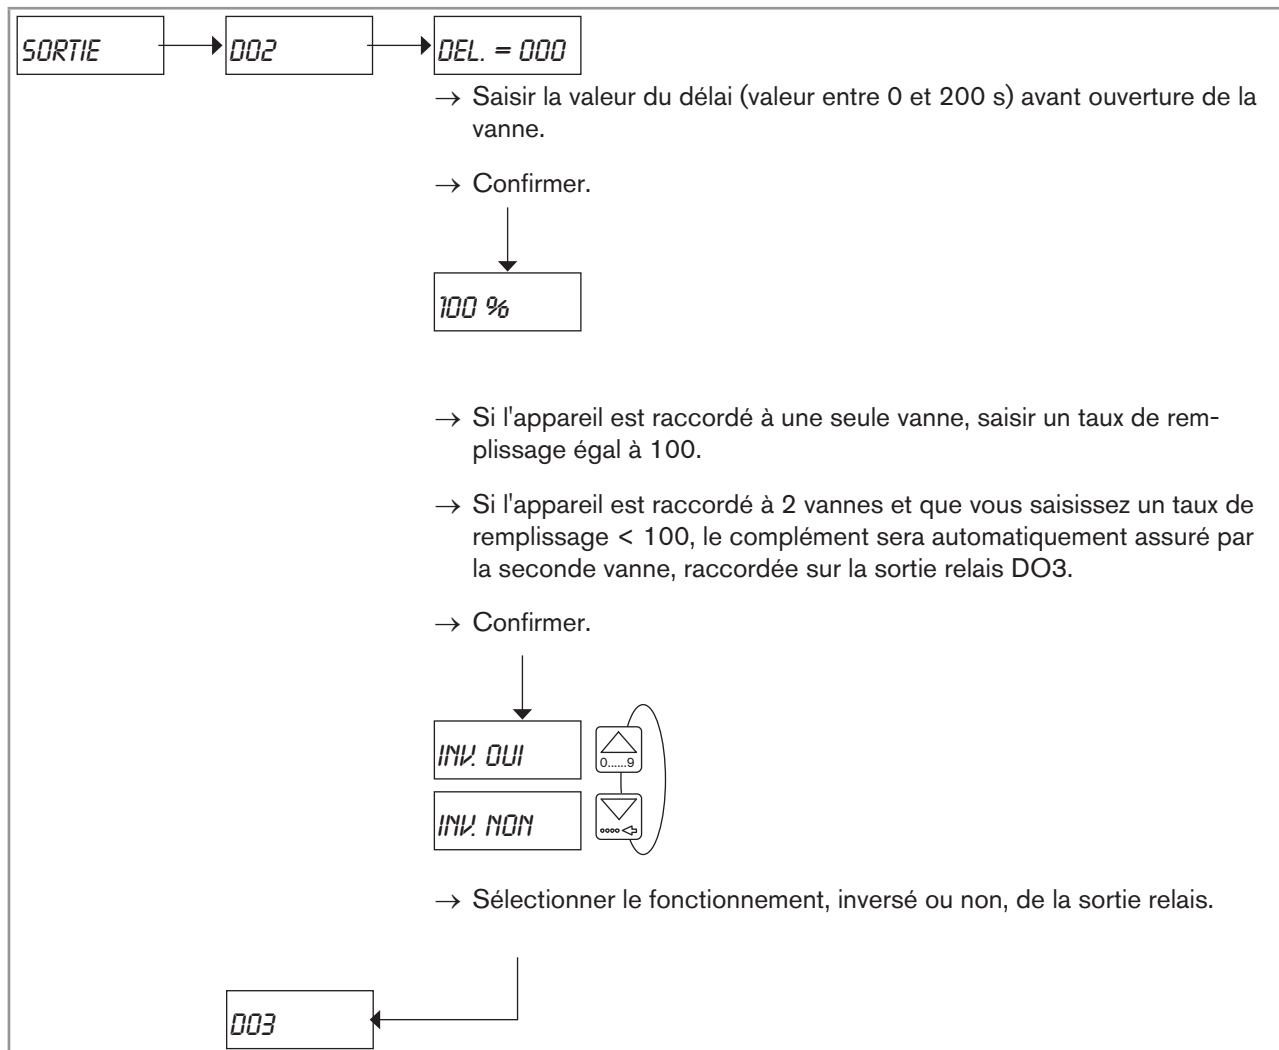 SORTIE
DO2
DEL. = 000
→ Saisir la valeur du délai (valeur entre 0 et 200 s) avant ouverture de la
vanne.
→ Confirmer.
100 %
→ Si l'appareil est raccordé à une seule vanne, saisir un taux de rem-
plissage égal à 100.
→ Si l'appareil est raccordé à 2 vannes et que vous saisissez un taux de
remplissage < 100, le complément sera automatiquement assuré par
la seconde vanne, raccordée sur la sortie relais DO3.
→ Confirmer.
INV. OUI
0......9
INV. NON
→ Sélectionner le fonctionnement, inversé ou non, de la sortie relais.
DO3